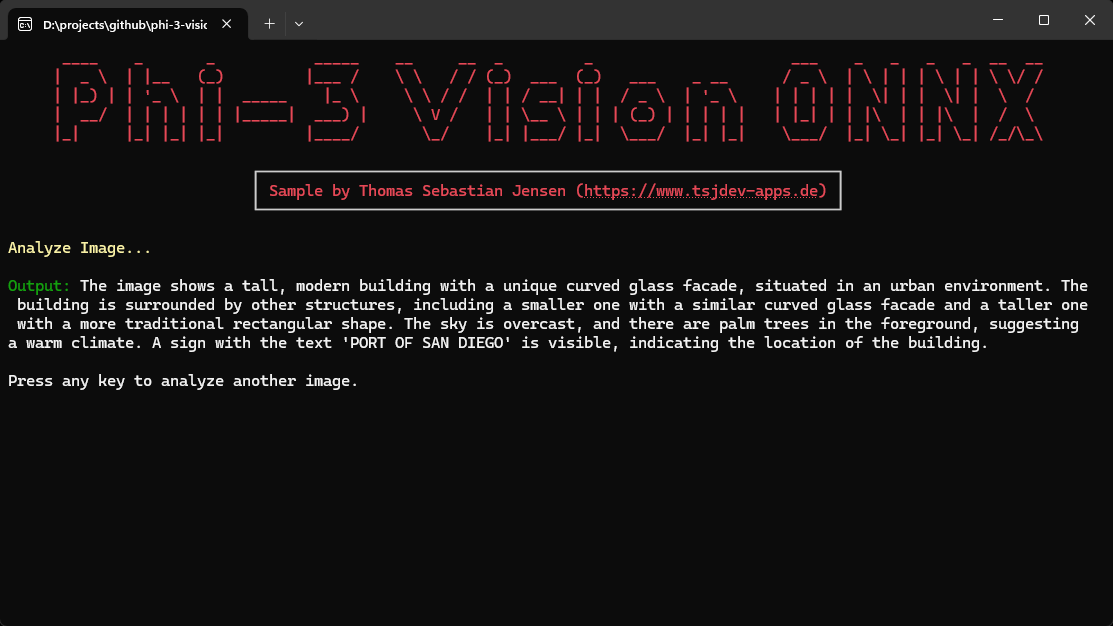 D:\projects\github\phi-3-visic
Phi-3 Vision ONNX
Sample by Thomas Sebastian Jensen (https://www.tsjdev-apps.de)
Analyze Image...
Output: The image shows a tall, modern building with a unique curved glass facade, situated in an urban environment. The
building is surrounded by other structures, including a smaller one with a similar curved glass facade and a taller one
with a more traditional rectangular shape. The sky is overcast, and there are palm trees in the foreground, suggesting
a warm climate. A sign with the text 'PORT OF SAN DIEGO' is visible, indicating the location of the building.
Press any key to analyze another image.